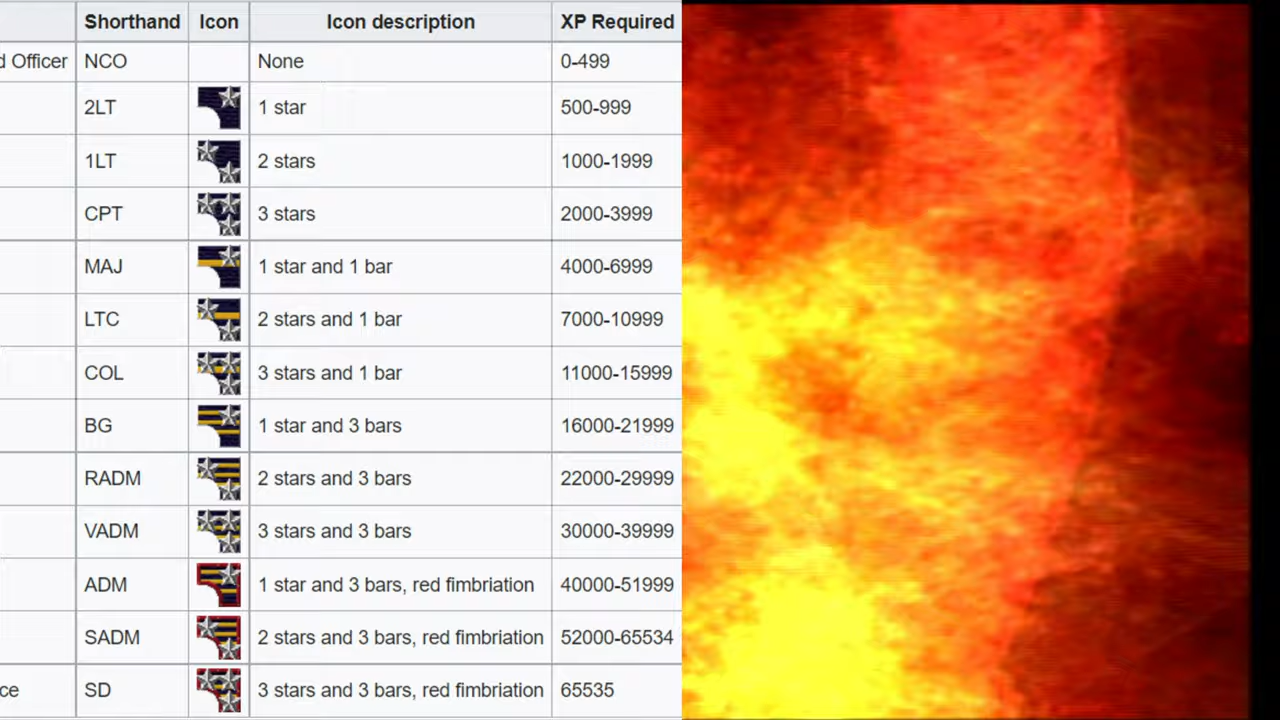 Shorthand Icon Icon description XP Required
d Officer NCO None 0-499
2LT 1 star 500-999
1LT 2 stars 1000-1999
CPT 3 stars 2000-3999
MAJ 1 star and 1 bar 4000-6999
LTC 2 stars and 1 bar 7000-10999
COL 3 stars and 1 bar 11000-15999
BG 1 star and 3 bars 16000-21999
RADM 2 stars and 3 bars 22000-29999
VADM 3 stars and 3 bars 30000-39999
ADM 1 star and 3 bars, red fimbriation 40000-51999
SADM 2 stars and 3 bars, red fimbriation 52000-65534
ce SD 3 stars and 3 bars, red fimbriation 65535